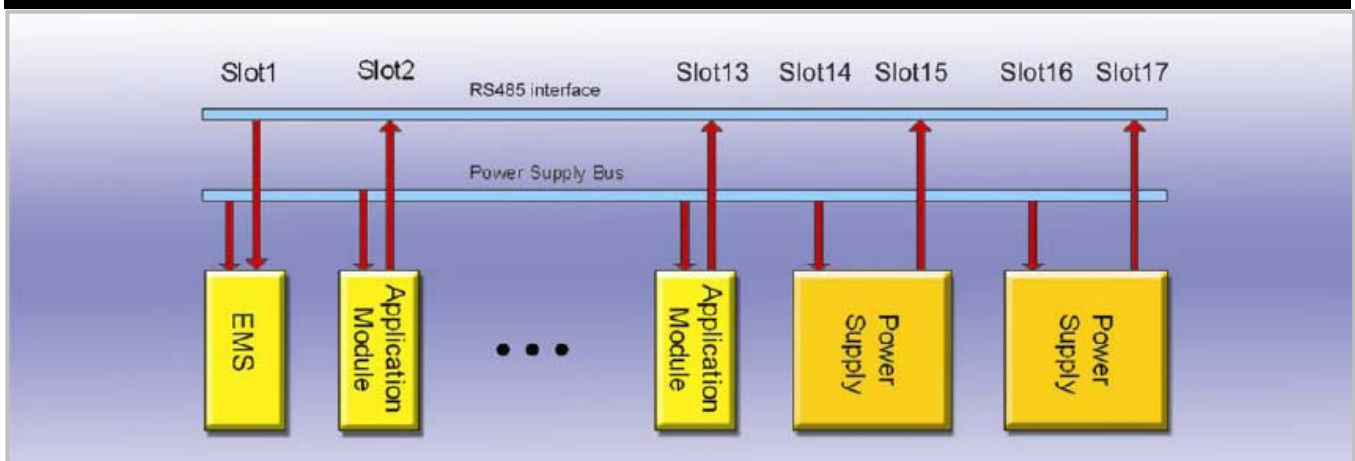 Slot1 Slot2 Slot13 Slot14 Slot15 Slot16 Slot17
RS485 interface
Power Supply Bus
EMS
Application
Module
Application
Module
Power
Supply
Power
Supply